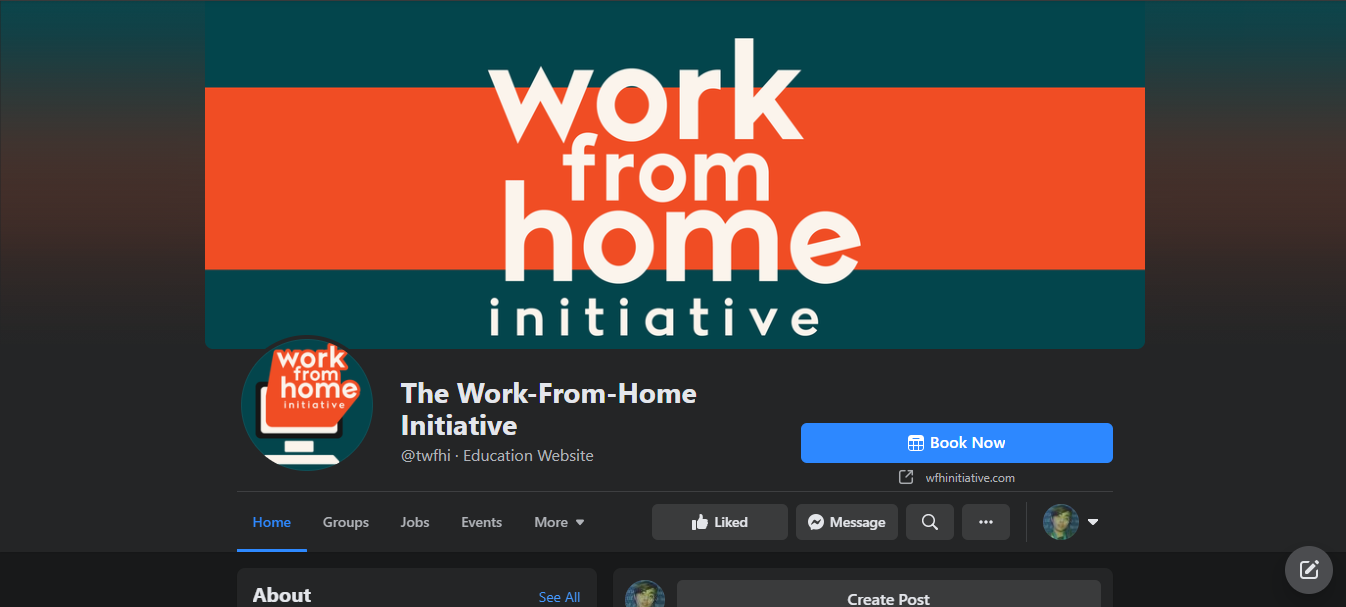 work
from
home
initiative
work
from
home
initiative
The Work-From-Home
Initiative
@twfhi · Education Website
Book Now
wfhinitiative.com
Home Groups Jobs Events More Liked Message
About See All
Create Post